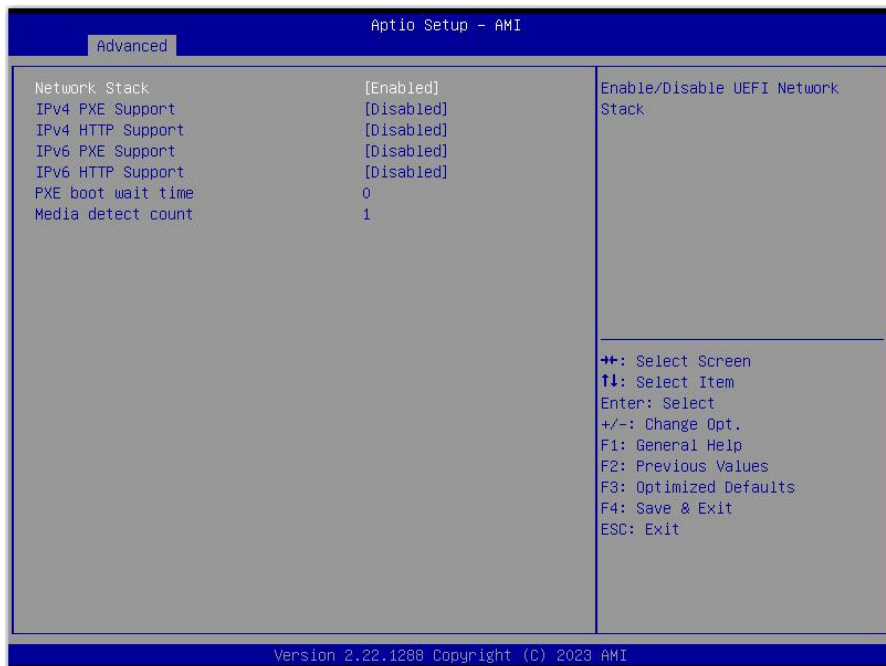 Aptio Setup – AMI
Advanced
Network Stack [Enabled]
IPv4 PXE Support [Disabled]
IPv4 HTTP Support [Disabled]
IPv6 PXE Support [Disabled]
IPv6 HTTP Support [Disabled]
PXE boot wait time 0
Media detect count 1
Enable/Disable UEFI Network
Stack
→←: Select Screen
↑↓: Select Item
Enter: Select
+/-: Change Opt.
F1: General Help
F2: Previous Values
F3: Optimized Defaults
F4: Save & Exit
ESC: Exit
Version 2.22.1288 Copyright (C) 2023 AMI